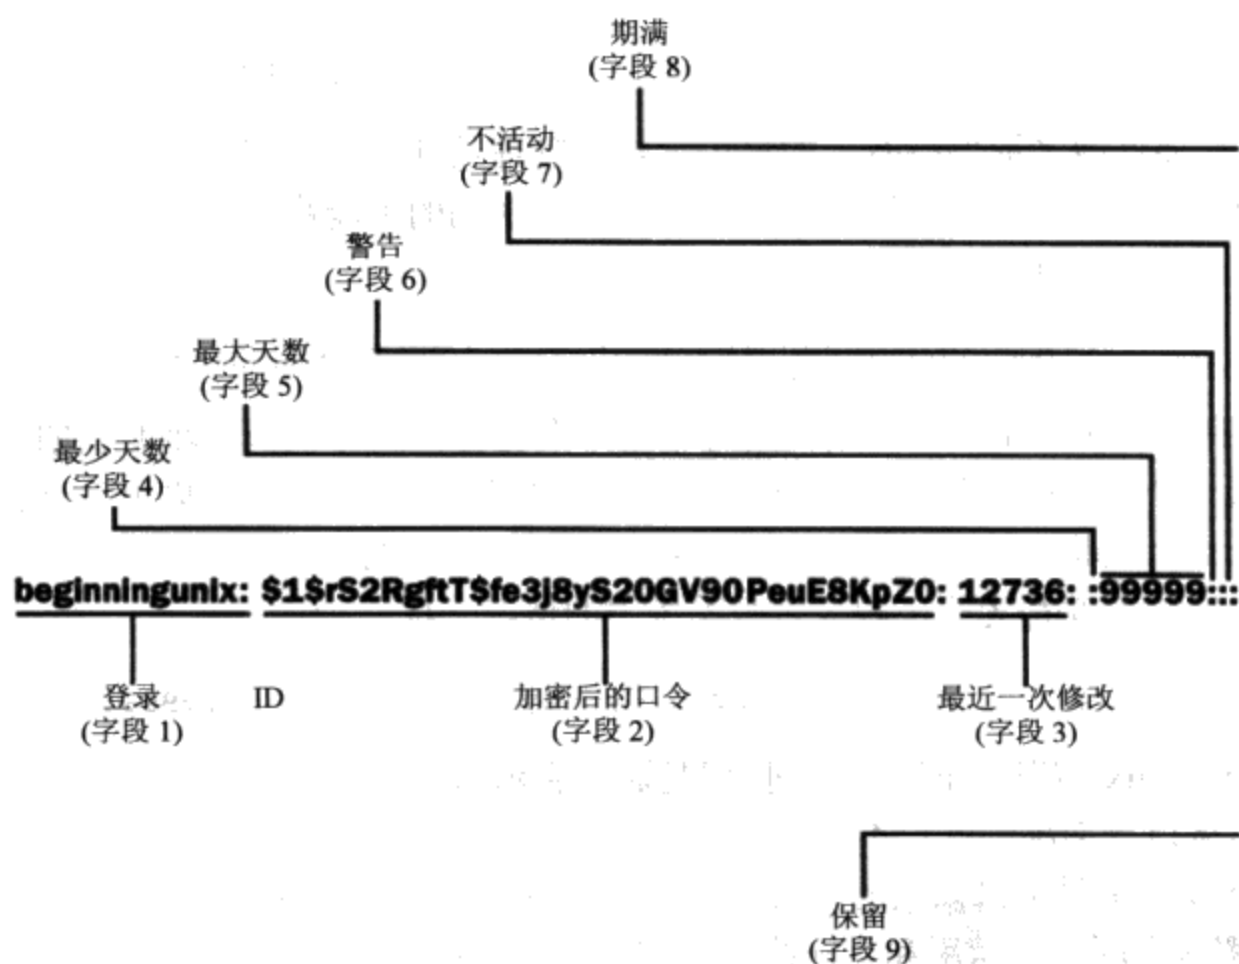 期满
(字段 8)
不活动
(字段 7)
警告
(字段 6)
最大天数
(字段 5)
最少天数
(字段 4)
beginningunix: $1$rS2RgftT$fe3j8yS20GV90PeuE8KpZ0: 12736: :99999:::
登录 ID
(字段 1)
加密后的口令
(字段 2)
最近一次修改
(字段 3)
保留
(字段 9)